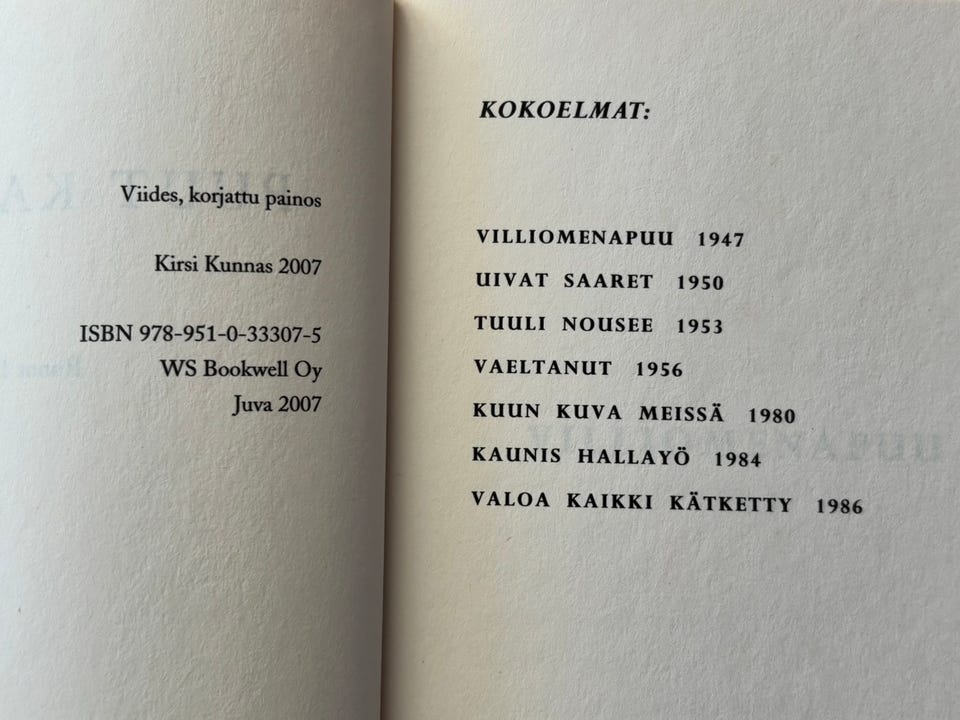 Viides, korjattu painos
Kirsi Kunnas 2007
ISBN 978-951-0-33307-5
WS Bookwell Oy
Juva 2007
KOKOELMAT:
VILLIOMENAPUU 1947
UIVAT SAARET 1950
TUULI NOUSEE 1953
VAELTANUT 1956
KUUN KUVA MEISSÄ 1980
KAUNIS HALLAYÖ 1984
VALOA KAIKKI KÄTKETTY 1986